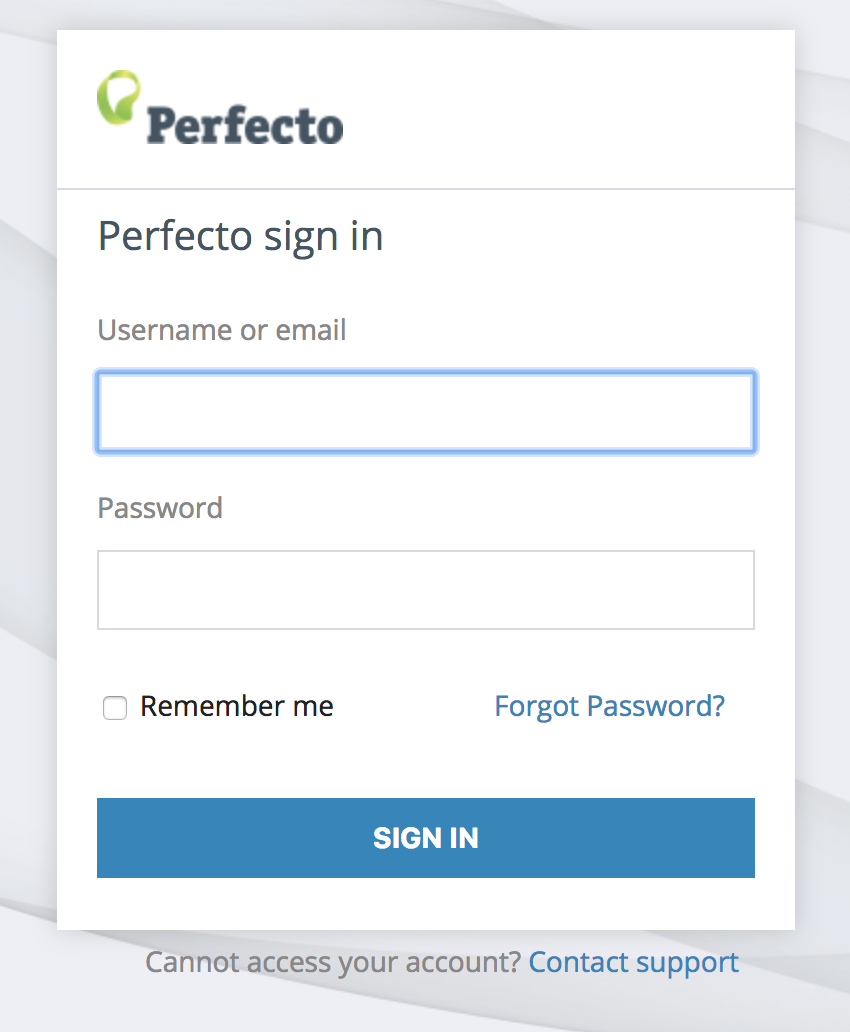 Perfecto
Perfecto sign in
Username or email
Password
Remember me Forgot Password?
SIGN IN
Cannot access your account? Contact support